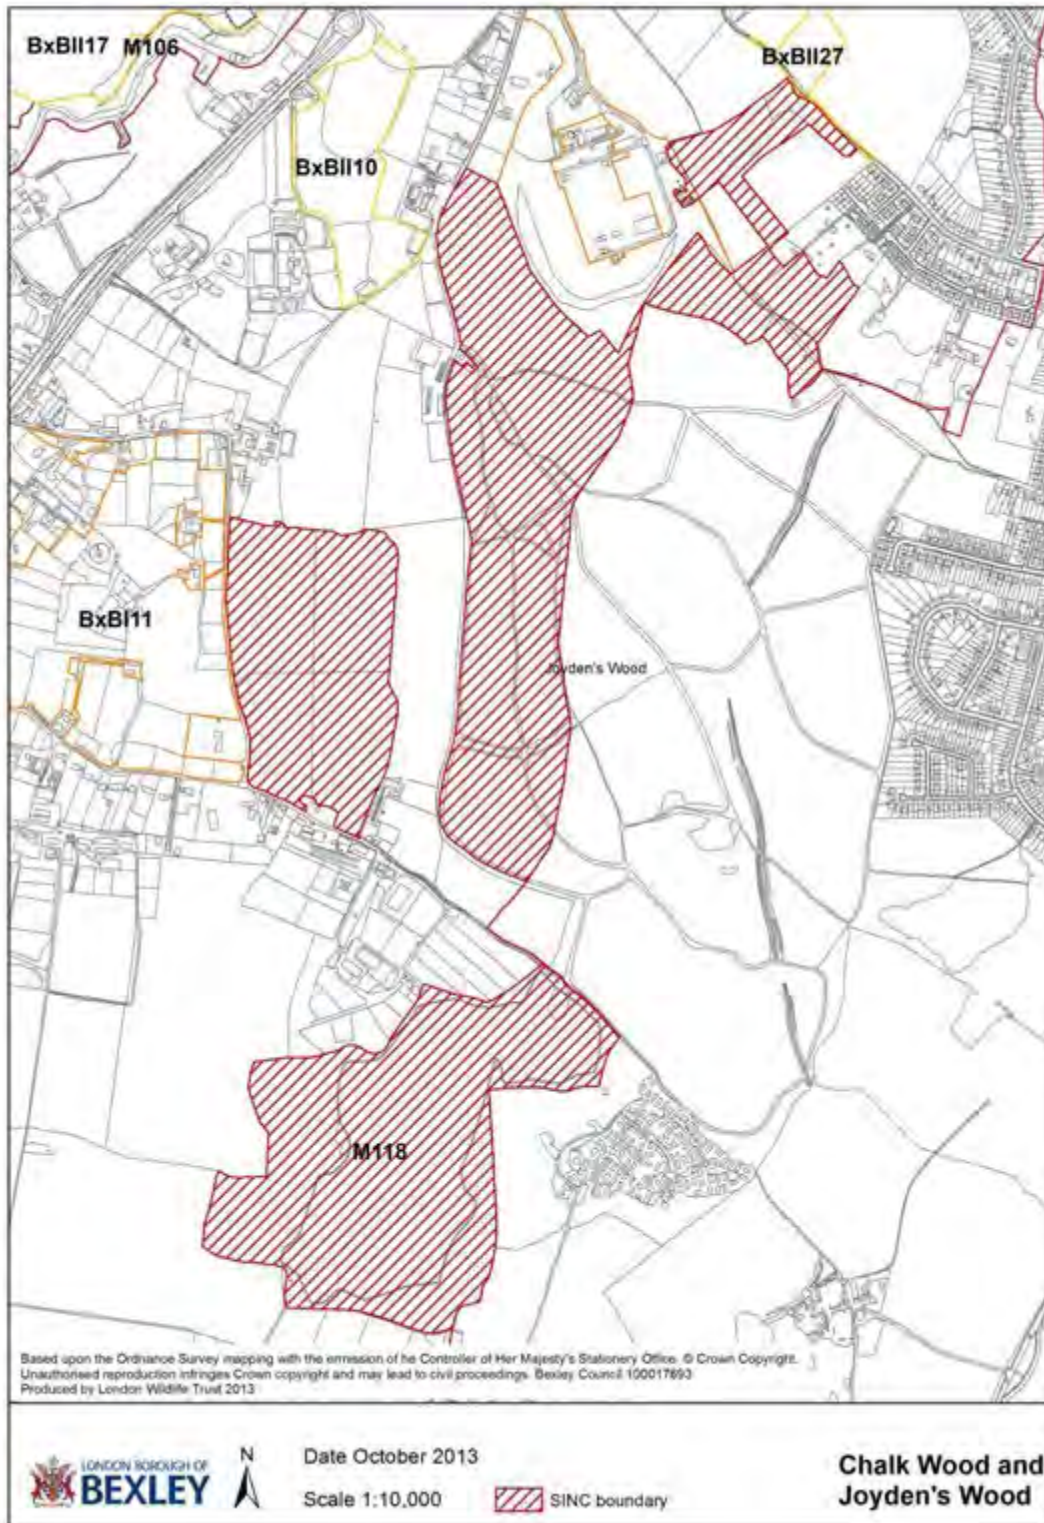 BxBII17 M106
BxBII27
BxBII10
BxBI11
Joyden's Wood
M118
Based upon the Ordnance Survey mapping with the ermission of he Controller of Her Majesty's Stationery Office. © Crown Copyright.
Unauthorised reproduction infringes Crown copyright and may lead to civil proceedings. Bexley Council 100017693
Produced by London Wildlife Trust 2013
LONDON BOROUGH OF
BEXLEY
N
Date October 2013
Scale 1:10,000
SINC boundary
Chalk Wood and
Joyden's Wood